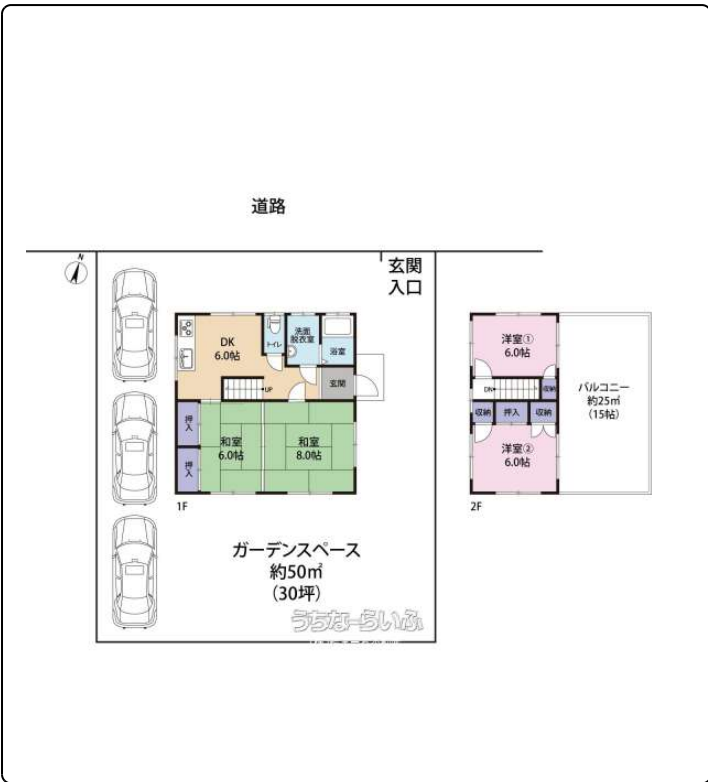 道路
N
玄関
入口
DK
6.0帖
トイレ
洗面
脱衣室
浴室
UP
玄関
押入
押入
和室
6.0帖
和室
8.0帖
1F
洋室①
6.0帖
DN
収納
収納
押入
収納
洋室②
6.0帖
バルコニー
約25㎡
(15帖)
2F
ガーデンスペース
約50㎡
(30坪)
うちなーらいふ